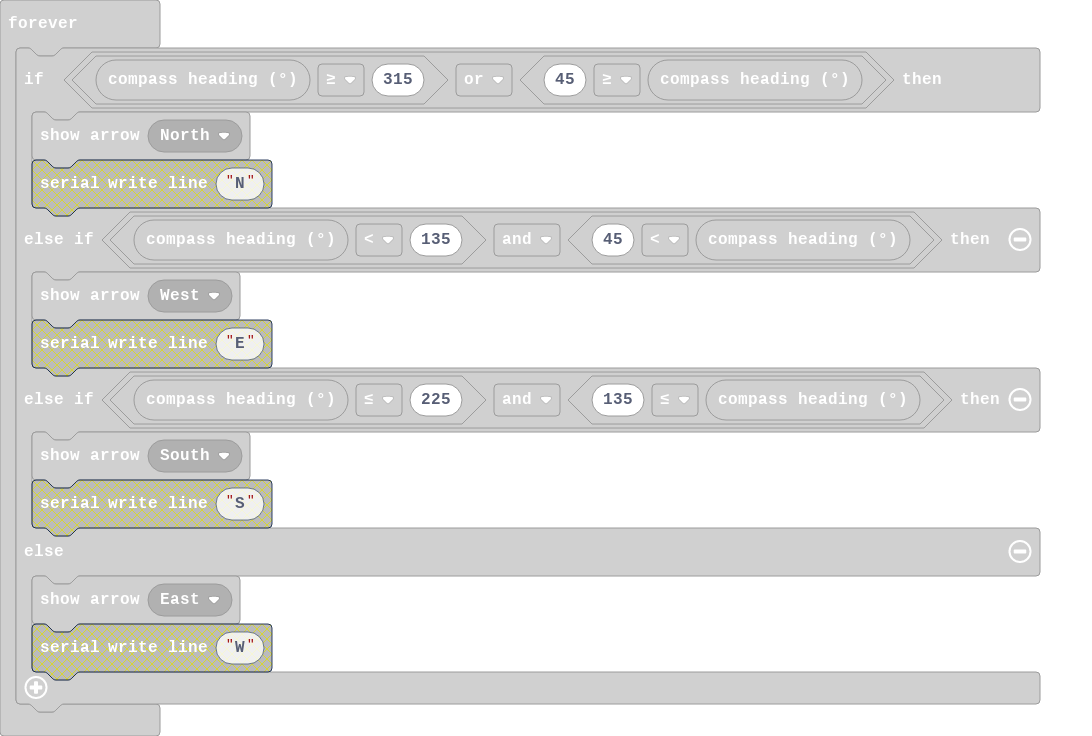 forever
if compass heading (°) ≥ 315 or 45 ≥ compass heading (°) then
show arrow North
serial write line "N"
else if compass heading (°) < 135 and 45 < compass heading (°) then
show arrow West
serial write line "E"
else if compass heading (°) ≤ 225 and 135 ≤ compass heading (°) then
show arrow South
serial write line "S"
else
show arrow East
serial write line "W"